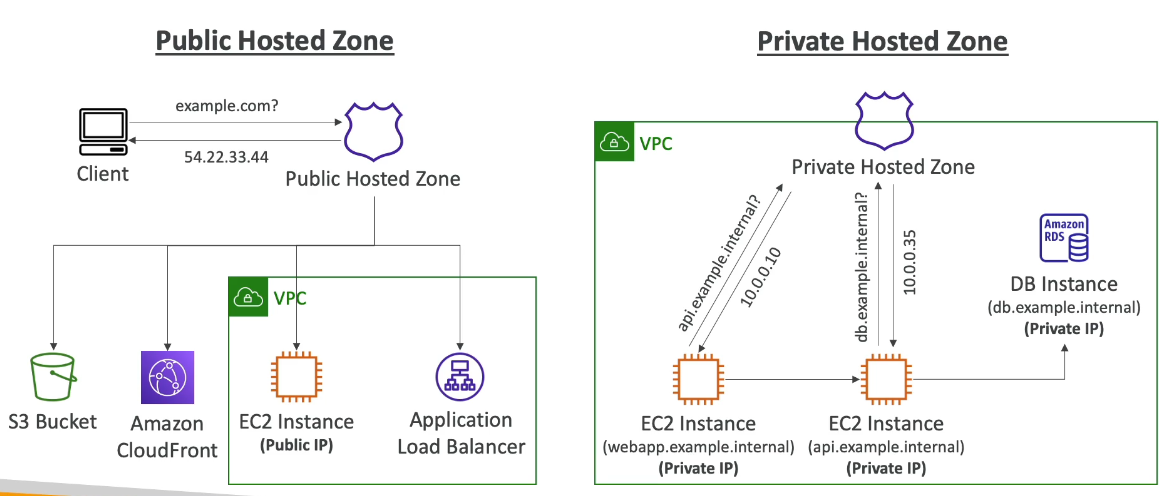 Public Hosted Zone
example.com?
54.22.33.44
Client
Public Hosted Zone
VPC
S3 Bucket
Amazon
CloudFront
EC2 Instance
(Public IP)
Application
Load Balancer
Private Hosted Zone
VPC
Private Hosted Zone
api.example.internal?
10.0.0.10
db.example.internal?
10.0.0.35
Amazon
RDS
DB Instance
(db.example.internal)
(Private IP)
EC2 Instance
(webapp.example.internal)
(Private IP)
EC2 Instance
(api.example.internal)
(Private IP)